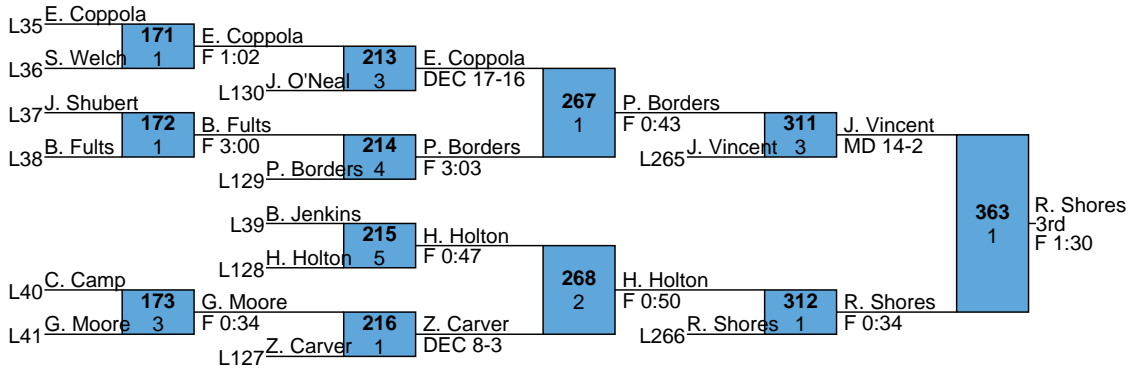 L35 E. Coppola
171
1
L36 S. Welch
E. Coppola
F 1:02
213
3
L130 J. O'Neal
E. Coppola
DEC 17-16
L37 J. Shubert
172
1
L38 B. Fults
B. Fults
F 3:00
214
4
L129 P. Borders
P. Borders
F 3:03
267
1
P. Borders
F 0:43
311
3
L265 J. Vincent
J. Vincent
MD 14-2
L39 B. Jenkins
215
5
L128 H. Holton
H. Holton
F 0:47
L40 C. Camp
173
3
L41 G. Moore
G. Moore
F 0:34
216
1
L127 Z. Carver
Z. Carver
DEC 8-3
268
2
H. Holton
F 0:50
312
1
L266 R. Shores
R. Shores
F 0:34
363
1
R. Shores
3rd
F 1:30